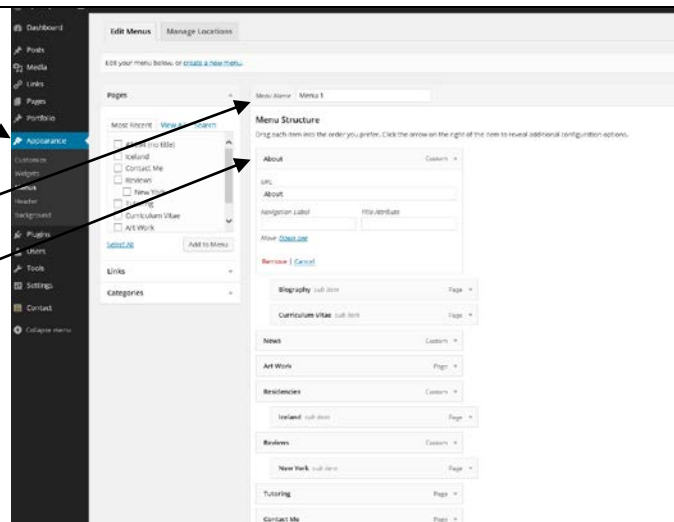 Dashboard
Posts
Media
Links
Pages
Portfolio
Appearance
Customize
Widgets
Menus
Header
Background
Plugins
Users
Tools
Settings
Contact
Collapse menu
Edit Menus Manage Locations
Edit your menu below, or create a new menu.
Pages
Most Recent View All Search
(no title)
Iceland
Contact Me
Reviews
New York
Tutoring
Curriculum Vitae
Art Work
Select All Add to Menu
Links
Categories
Menu Name Menu 1
Menu Structure
Drag each item into the order you prefer. Click the arrow on the right of the item to reveal additional configuration options.
About Custom
URL
About
Navigation Label Title Attribute
Move Down one
Remove | Cancel
Biography sub item Page
Curriculum Vitae sub item Page
News Custom
Art Work Page
Residencies Custom
Iceland sub item Page
Reviews Custom
New York sub item Page
Tutoring Page
Contact Me Page